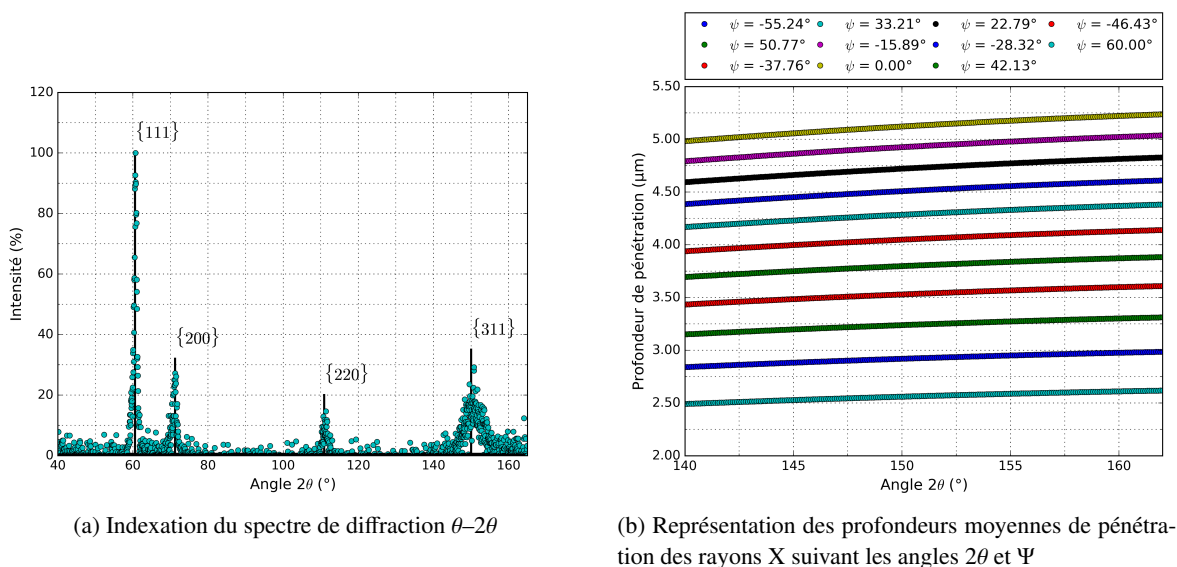 120
100
80
60
40
20
0
Intensité (%)
{111}
{200}
{220}
{311}
40 60 80 100 120 140 160
Angle 2θ (°)
(a) Indexation du spectre de diffraction θ–2θ
ψ = -55.24° ψ = 33.21° ψ = 22.79° ψ = -46.43°
ψ = 50.77° ψ = -15.89° ψ = -28.32° ψ = 60.00°
ψ = -37.76° ψ = 0.00° ψ = 42.13°
5.50
5.00
4.50
4.00
3.50
3.00
2.50
2.00
Profondeur de pénétration (µm)
140 145 150 155 160
Angle 2θ (°)
(b) Représentation des profondeurs moyennes de pénétra-
tion des rayons X suivant les angles 2θ et Ψ